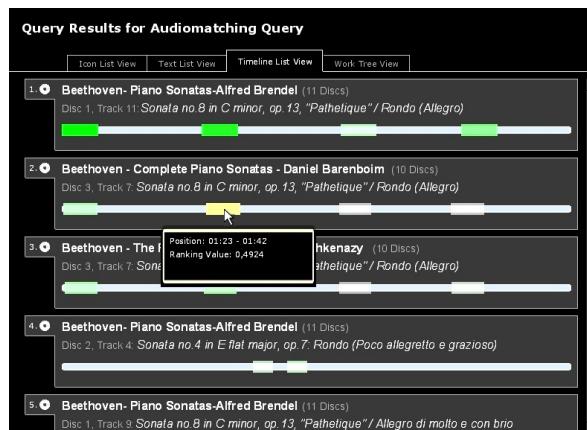 Query Results for Audiomatching Query
Icon List View Text List View Timeline List View Work Tree View
1. Beethoven- Piano Sonatas-Alfred Brendel (11 Discs)
Disc 1, Track 11: Sonata no.8 in C minor, op.13, "Pathetique" / Rondo (Allegro)
2. Beethoven - Complete Piano Sonatas - Daniel Barenboim (10 Discs)
Disc 3, Track 7: Sonata no.8 in C minor, op.13, "Pathetique" / Rondo (Allegro)
Position: 01:23 - 01:42
Ranking Value: 0,4924
3. Beethoven - The hkenazy (10 Discs)
Disc 3, Track 7: Sona athetique" / Rondo (Allegro)
4. Beethoven- Piano Sonatas-Alfred Brendel (11 Discs)
Disc 2, Track 4: Sonata no.4 in E flat major, op.7: Rondo (Poco allegretto e grazioso)
5. Beethoven- Piano Sonatas-Alfred Brendel (11 Discs)
Disc 1, Track 9: Sonata no.8 in C minor, op.13, "Pathetique" / Allegro di molto e con brio